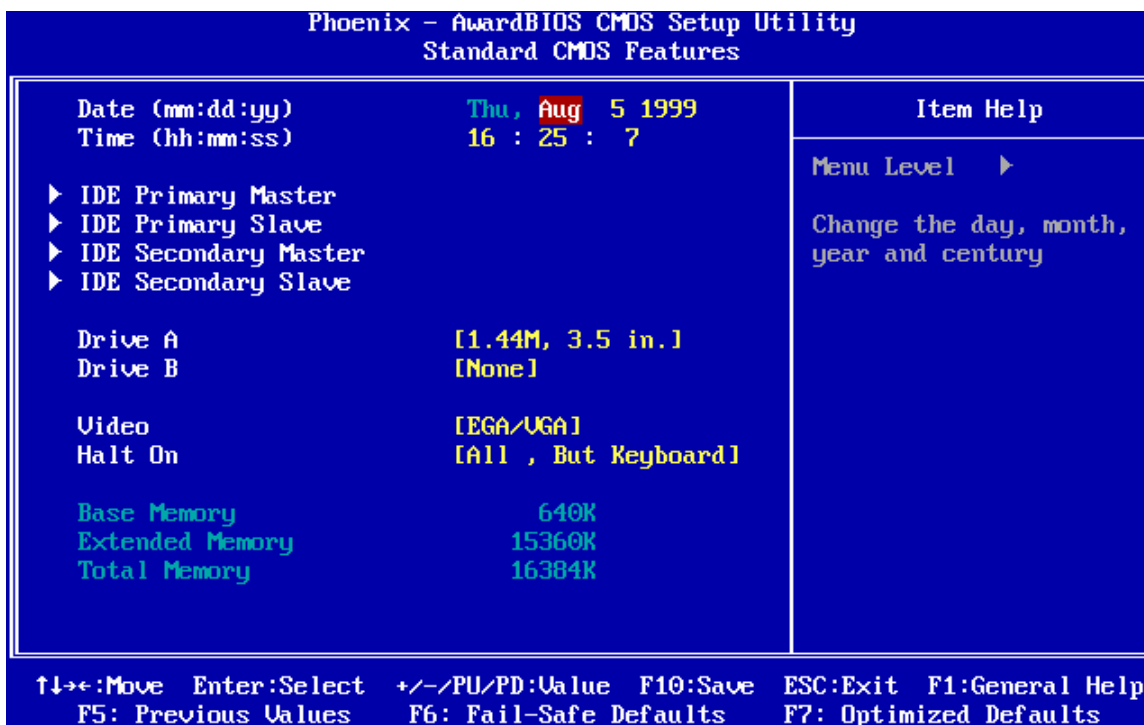 Phoenix - AwardBIOS CMOS Setup Utility
Standard CMOS Features
Date (mm:dd:yy) Thu, Aug 5 1999
Time (hh:mm:ss) 16 : 25 : 7
IDE Primary Master
IDE Primary Slave
IDE Secondary Master
IDE Secondary Slave
Drive A [1.44M, 3.5 in.]
Drive B [None]
Video [EGA/VGA]
Halt On [All , But Keyboard]
Base Memory 640K
Extended Memory 15360K
Total Memory 16384K
Item Help
Menu Level
Change the day, month,
year and century
↑↓→←:Move Enter:Select +/-/PU/PD:Value F10:Save ESC:Exit F1:General Help
F5: Previous Values F6: Fail-Safe Defaults F7: Optimized Defaults